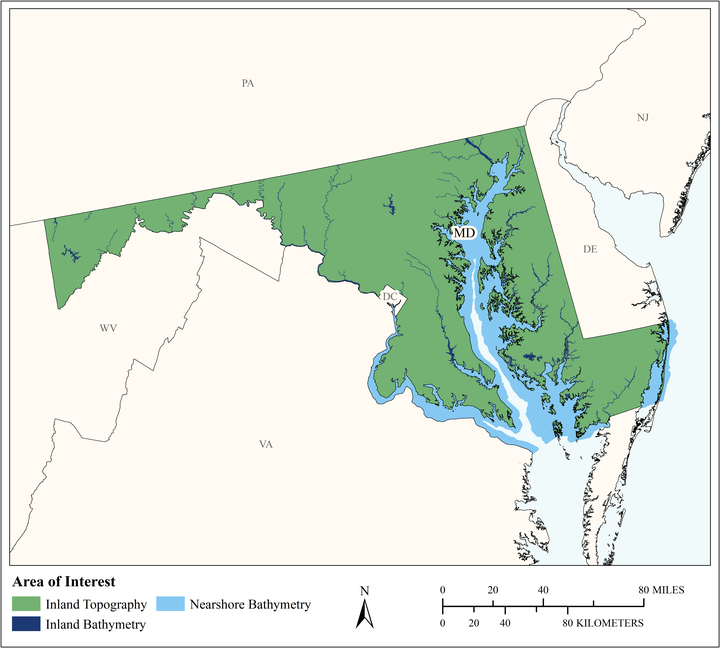 PA
NJ
MD
DE
DC
WV
VA
Area of Interest
Inland Topography
Nearshore Bathymetry
Inland Bathymetry
N
0 20 40 80 MILES
0 20 40 80 KILOMETERS